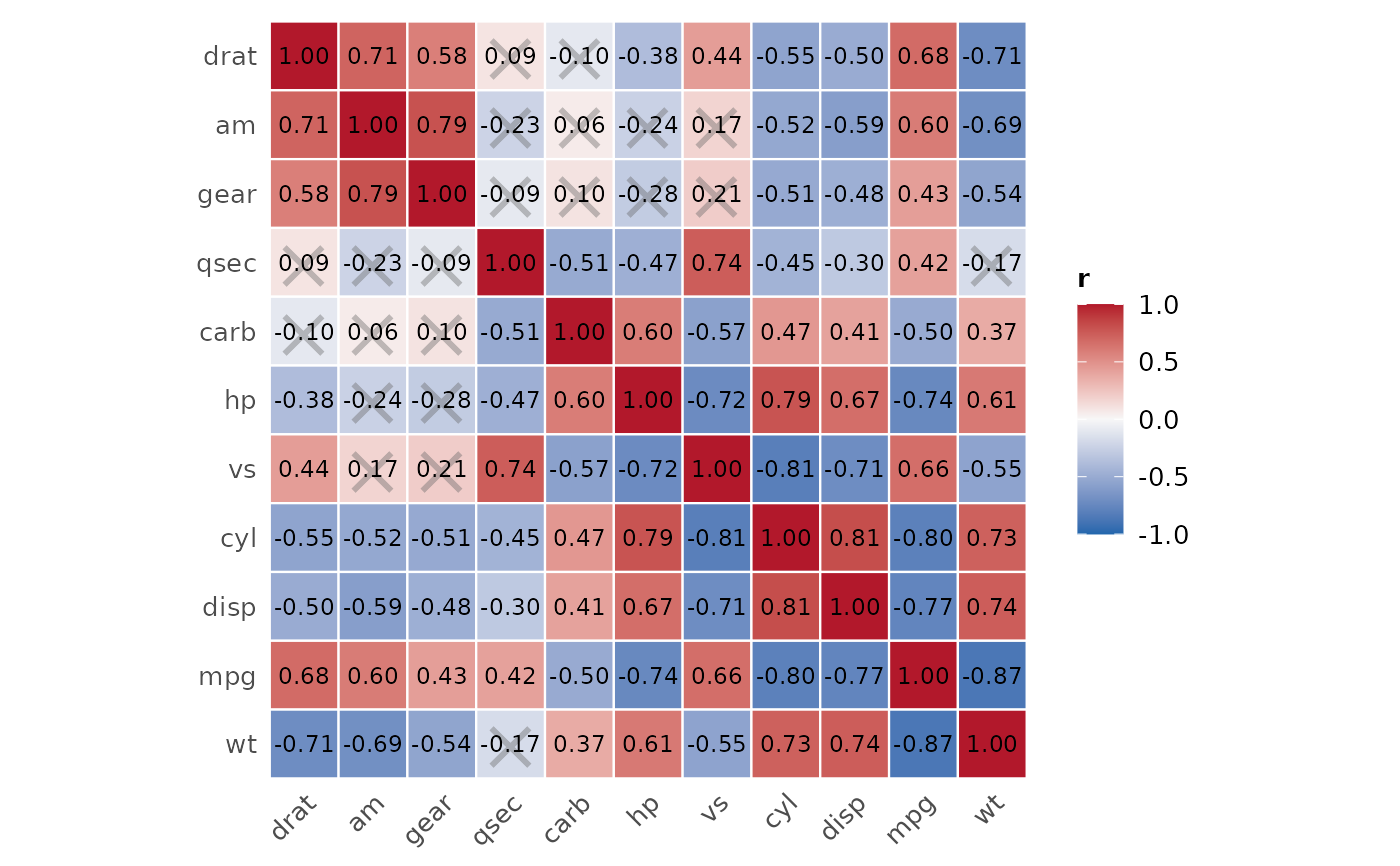 drat 1.00 0.71 0.58 0.09 -0.10 -0.38 0.44 -0.55 -0.50 0.68 -0.71
am 0.71 1.00 0.79 -0.23 0.06 -0.24 0.17 -0.52 -0.59 0.60 -0.69
gear 0.58 0.79 1.00 -0.09 0.10 -0.28 0.21 -0.51 -0.48 0.43 -0.54
qsec 0.09 -0.23 -0.09 1.00 -0.51 -0.47 0.74 -0.45 -0.30 0.42 -0.17
carb -0.10 0.06 0.10 -0.51 1.00 0.60 -0.57 0.47 0.41 -0.50 0.37
hp -0.38 -0.24 -0.28 -0.47 0.60 1.00 -0.72 0.79 0.67 -0.74 0.61
vs 0.44 0.17 0.21 0.74 -0.57 -0.72 1.00 -0.81 -0.71 0.66 -0.55
cyl -0.55 -0.52 -0.51 -0.45 0.47 0.79 -0.81 1.00 0.81 -0.80 0.73
disp -0.50 -0.59 -0.48 -0.30 0.41 0.67 -0.71 0.81 1.00 -0.77 0.74
mpg 0.68 0.60 0.43 0.42 -0.50 -0.74 0.66 -0.80 -0.77 1.00 -0.87
wt -0.71 -0.69 -0.54 -0.17 0.37 0.61 -0.55 0.73 0.74 -0.87 1.00
drat am gear qsec carb hp vs cyl disp mpg wt
r
1.0
0.5
0.0
-0.5
-1.0